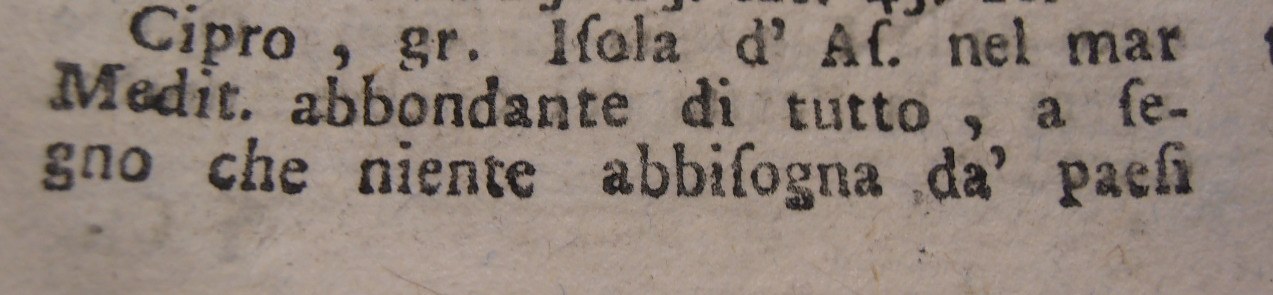 Cipro , gr. Iſola d' Aſ. nel mar
Medit. abbondante di tutto , a ſe-
gno che niente abbiſogna da' paeſi